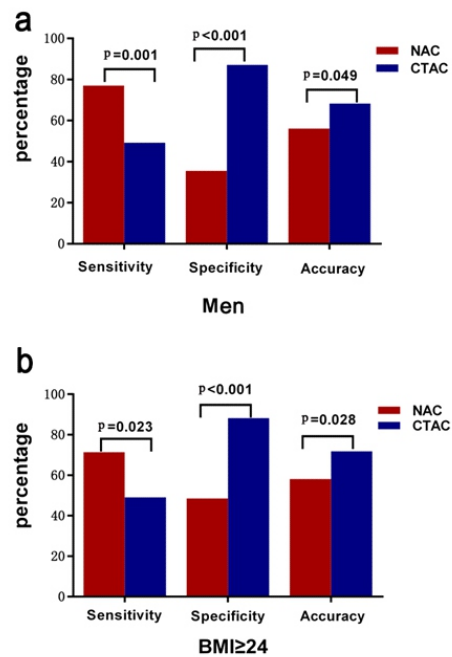 a
p=0.001
p<0.001
p=0.049
NAC
CTAC
percentage
100
80
60
40
20
0
Sensitivity Specificity Accuracy
Men
b
p=0.023
p<0.001
p=0.028
NAC
CTAC
percentage
100
80
60
40
20
0
Sensitivity Specificity Accuracy
BMI≥24